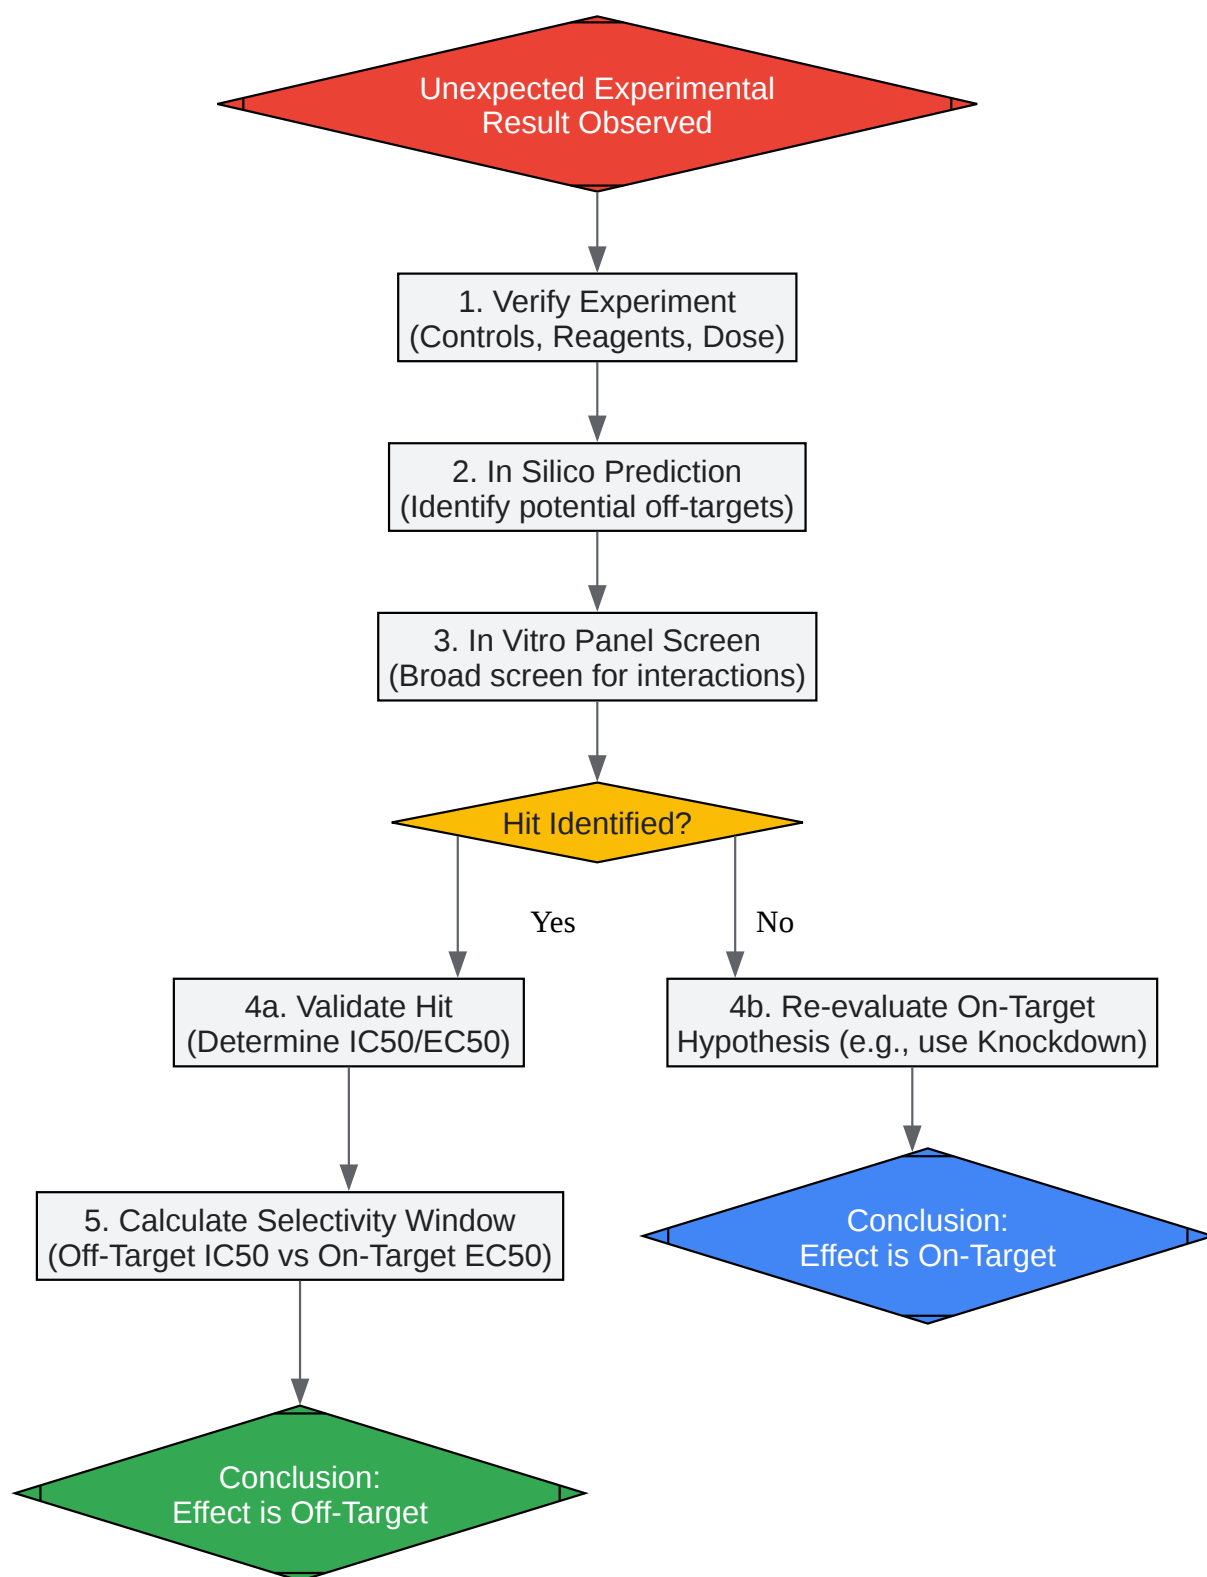 Unexpected Experimental
Result Observed
1. Verify Experiment
(Controls, Reagents, Dose)
2. In Silico Prediction
(Identify potential off-targets)
3. In Vitro Panel Screen
(Broad screen for interactions)
Hit Identified?
Yes
No
4a. Validate Hit
(Determine IC50/EC50)
4b. Re-evaluate On-Target
Hypothesis (e.g., use Knockdown)
5. Calculate Selectivity Window
(Off-Target IC50 vs On-Target EC50)
Conclusion:
Effect is On-Target
Conclusion:
Effect is Off-Target